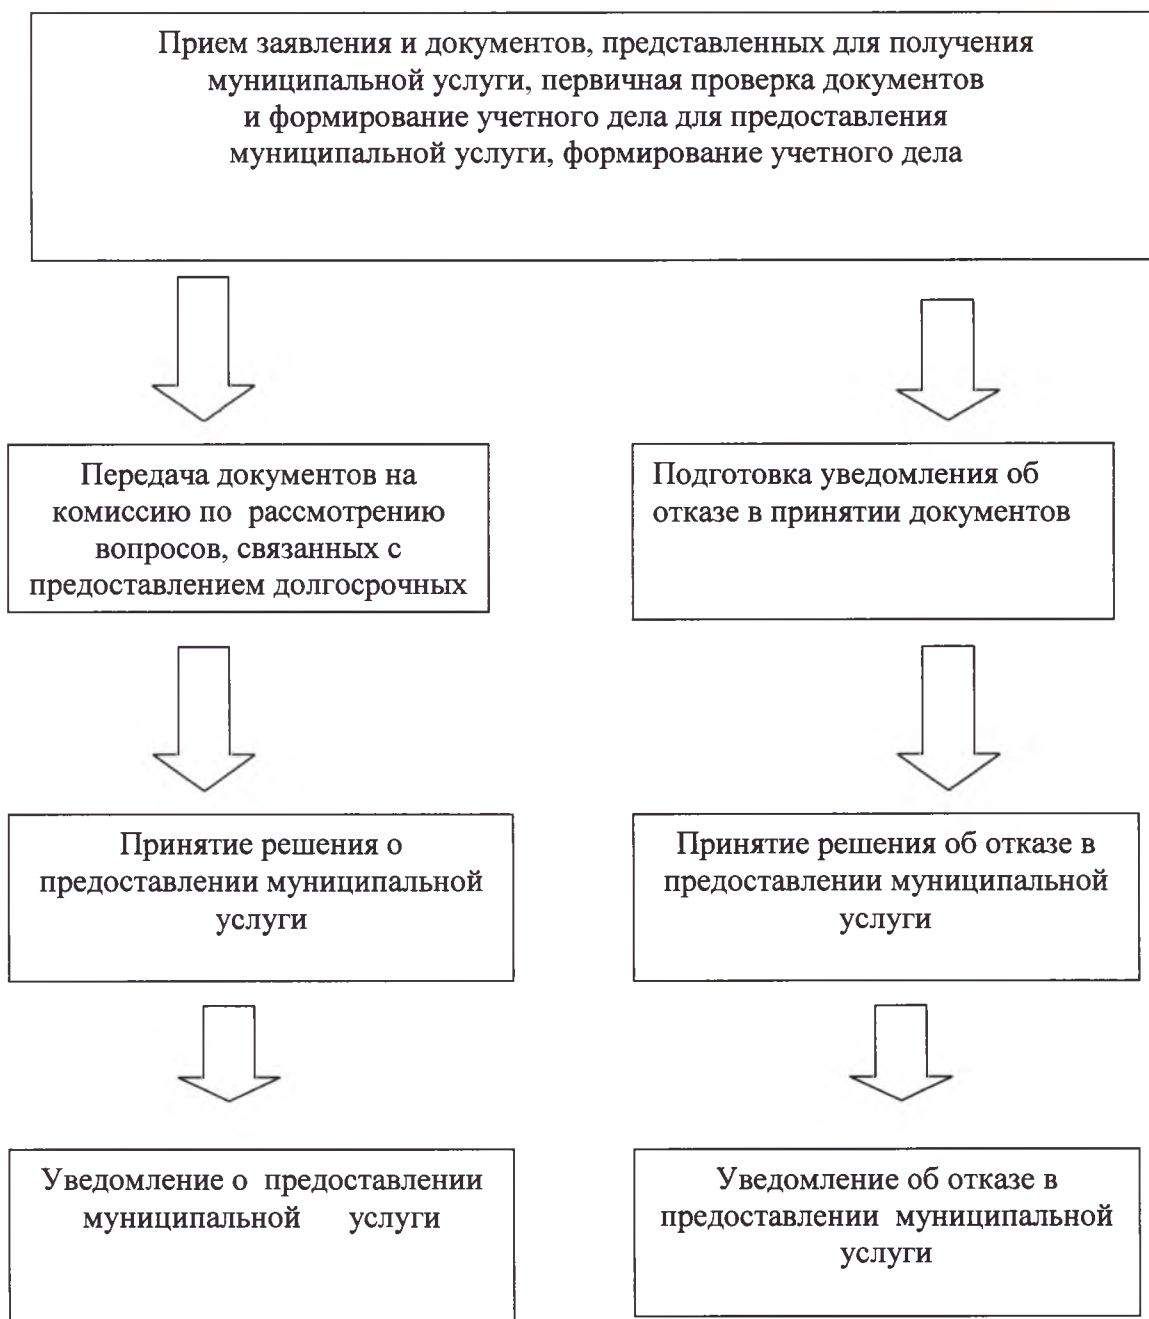 Прием заявления и документов, представленных для получения
муниципальной услуги, первичная проверка документов
и формирование учетного дела для предоставления
муниципальной услуги, формирование учетного дела
Передача документов на
комиссию по рассмотрению
вопросов, связанных с
предоставлением долгосрочных
Подготовка уведомления об
отказе в принятии документов
Принятие решения о
предоставлении муниципальной
услуги
Принятие решения об отказе в
предоставлении муниципальной
услуги
Уведомление о предоставлении
муниципальной услуги
Уведомление об отказе в
предоставлении муниципальной
услуги